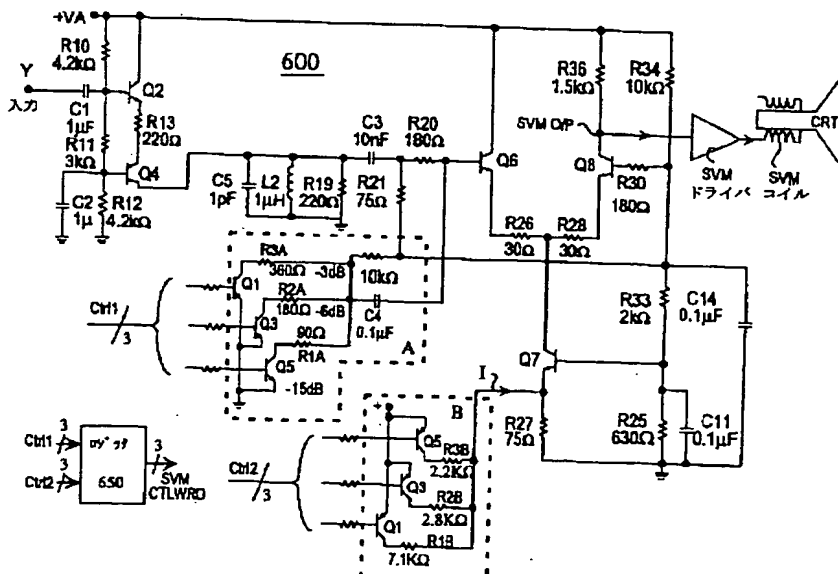 +VA
600
R10
4.2kΩ
Y
入力
C1
1μF
Q2
R13
220Ω
R11
3kΩ
Q4
C2
1μ
R12
4.2kΩ
C5
1pF
L2
1μH
R19
220Ω
C3
10nF
R20
180Ω
R21
75Ω
Q6
R36
1.5kΩ
R34
10kΩ
SVM O/P
Q8
R30
180Ω
SVM
ドライバ
SVM
コイル
CRT
R26
30Ω
R28
30Ω
R3A
360Ω
-3dB
10kΩ
Q1
R2A
180Ω
-6dB
C4
0.1μF
Q3
90Ω
R1A
A
Q5
-15dB
Ctrl1
3
R33
2kΩ
C14
0.1μF
Q7
I
R27
75Ω
R25
630Ω
C11
0.1μF
B
+
Q5
R3B
2.2KΩ
Q3
R2B
2.8KΩ
Q1
R1B
7.1KΩ
Ctrl2
3
Ctrl1
3
Ctrl2
3
650
3
SVM
CTLWRD